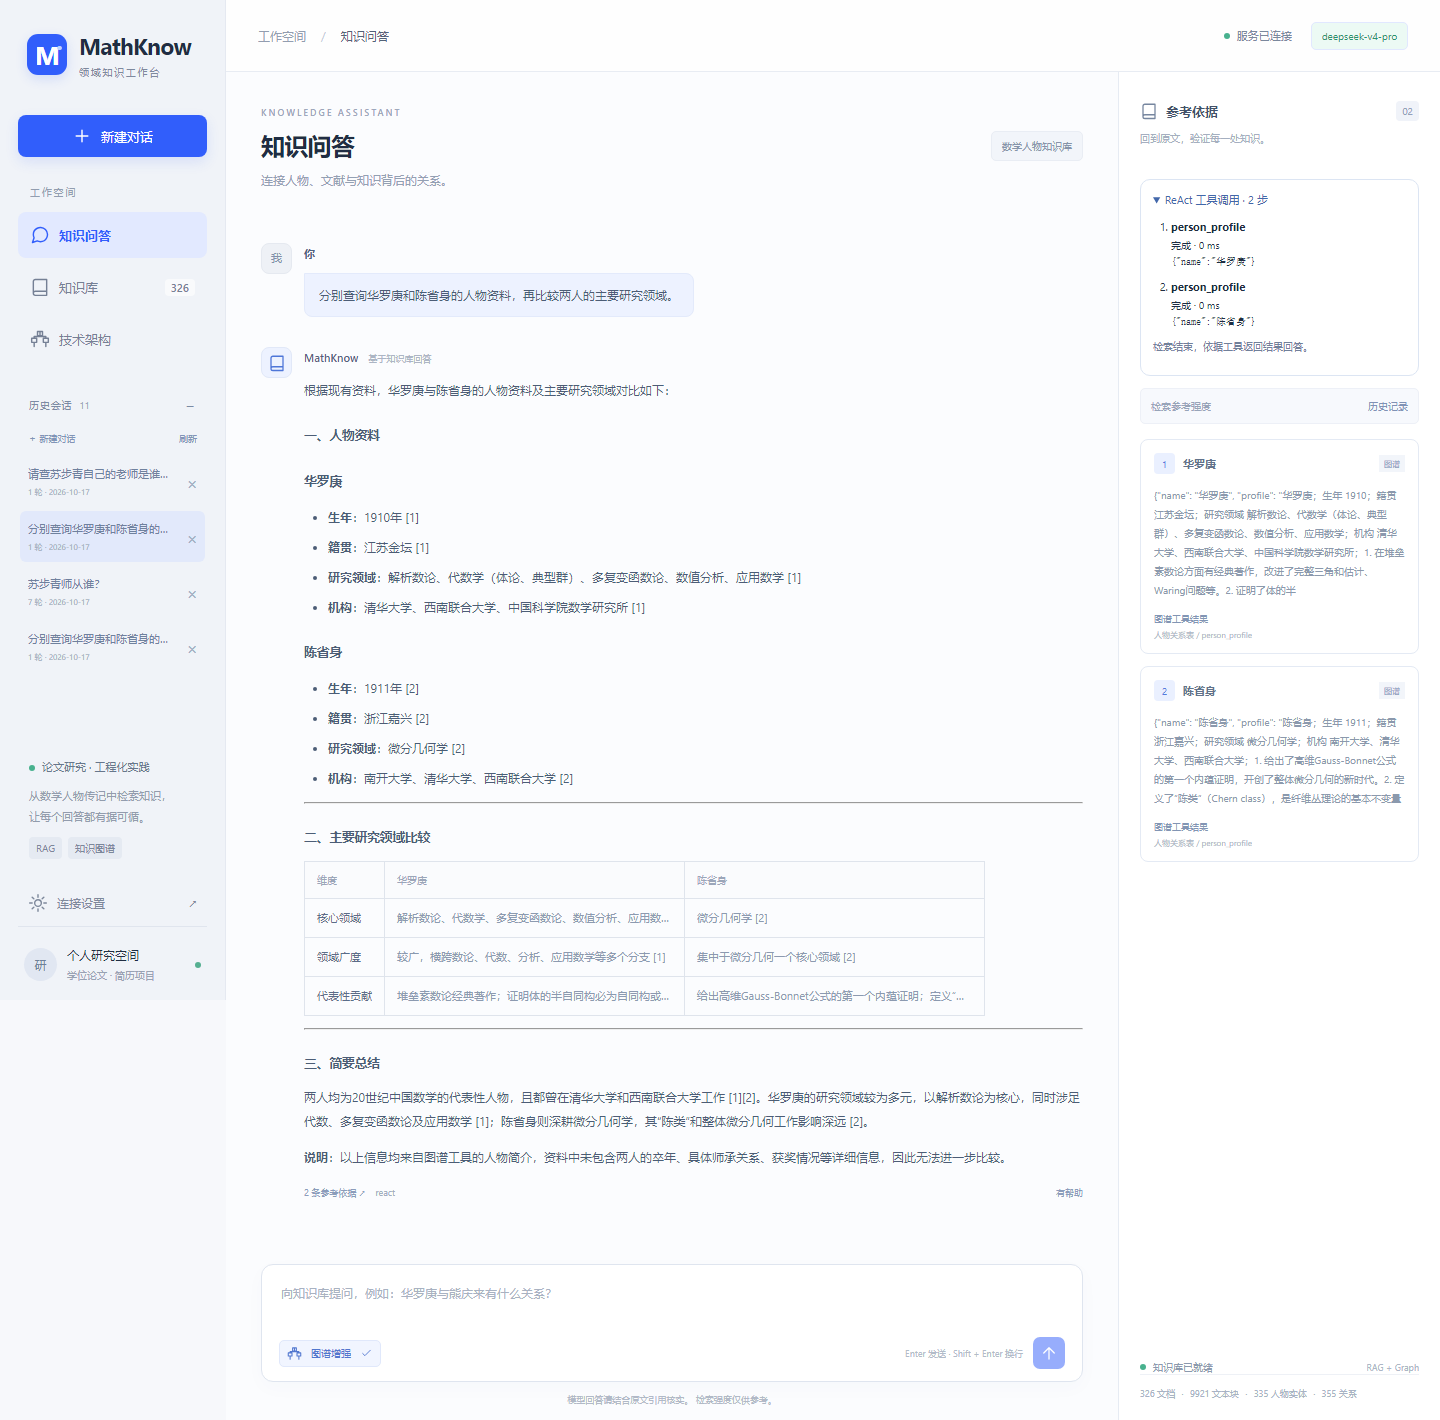 MathKnow
领域知识工作台
新建对话
工作空间
知识问答
知识库 326
技术架构
历史会话 11 −
+ 新建对话 刷新
请查苏步青自己的老师是谁...
1 轮 · 2026-10-17
分别查询华罗庚和陈省身的...
1 轮 · 2026-10-17
苏步青师从谁?
7 轮 · 2026-10-17
分别查询华罗庚和陈省身的...
1 轮 · 2026-10-17
论文研究 · 工程化实践
从数学人物传记中检索知识，
让每个回答都有据可循。
RAG 知识图谱
连接设置 ↗
研
个人研究空间
学位论文 · 简历项目
工作空间 / 知识问答
服务已连接 deepseek-v4-pro
KNOWLEDGE ASSISTANT
知识问答
连接人物、文献与知识背后的关系。
数学人物知识库
我
你
分别查询华罗庚和陈省身的人物资料，再比较两人的主要研究领域。
MathKnow 基于知识库回答
根据现有资料，华罗庚与陈省身的人物资料及主要研究领域对比如下：
一、人物资料
华罗庚
• 生年：1910年 [1]
• 籍贯：江苏金坛 [1]
• 研究领域：解析数论、代数学（体论、典型群）、多复变函数论、数值分析、应用数学 [1]
• 机构：清华大学、西南联合大学、中国科学院数学研究所 [1]
陈省身
• 生年：1911年 [2]
• 籍贯：浙江嘉兴 [2]
• 研究领域：微分几何学 [2]
• 机构：南开大学、清华大学、西南联合大学 [2]
二、主要研究领域比较
维度 华罗庚 陈省身
核心领域 解析数论、代数学、多复变函数论、数值分析、应用数... 微分几何学 [2]
领域广度 较广，横跨数论、代数、分析、应用数学等多个分支 [1] 集中于微分几何一个核心领域 [2]
代表性贡献 堆垒素数论经典著作；证明体的半自同构必为自同构或... 给出高维Gauss-Bonnet公式的第一个内蕴证明；定义“...
三、简要总结
两人均为20世纪中国数学的代表性人物，且都曾在清华大学和西南联合大学工作 [1][2]。华罗庚的研究领域较为多元，以解析数论为核心，同时涉足
代数、多复变函数论及应用数学 [1]；陈省身则深耕微分几何学，其“陈类”和整体微分几何工作影响深远 [2]。
说明：以上信息均来自图谱工具的人物简介，资料中未包含两人的卒年、具体师承关系、获奖情况等详细信息，因此无法进一步比较。
2 条参考依据 ↗ react 有帮助
向知识库提问，例如：华罗庚与熊庆来有什么关系？
图谱增强
Enter 发送 · Shift + Enter 换行
模型回答请结合原文引用核实。 检索强度仅供参考。
参考依据 02
回到原文，验证每一处知识。
▼ ReAct 工具调用 · 2 步
1. person_profile
完成 · 0 ms
{"name":"华罗庚"}
2. person_profile
完成 · 0 ms
{"name":"陈省身"}
检索结束，依据工具返回结果回答。
检索参考强度 历史记录
1 华罗庚 图谱
{"name": "华罗庚", "profile": "华罗庚；生年 1910；籍贯
江苏金坛；研究领域 解析数论、代数学（体论、典型
群）、多复变函数论、数值分析、应用数学；机构 清华
大学、西南联合大学、中国科学院数学研究所；1. 在堆垒
素数论方面有经典著作，改进了完整三角和估计、
Waring问题等。2. 证明了体的半
图谱工具结果
人物关系表 / person_profile
2 陈省身 图谱
{"name": "陈省身", "profile": "陈省身；生年 1911；籍贯
浙江嘉兴；研究领域 微分几何学；机构 南开大学、清华
大学、西南联合大学；1. 给出了高维Gauss-Bonnet公式
的第一个内蕴证明，开创了整体微分几何的新时代。2. 定
义了“陈类”（Chern class），是纤维丛理论的基本不变量
图谱工具结果
人物关系表 / person_profile
知识库已就绪 RAG + Graph
326 文档 · 9921 文本块 · 335 人物实体 · 355 关系